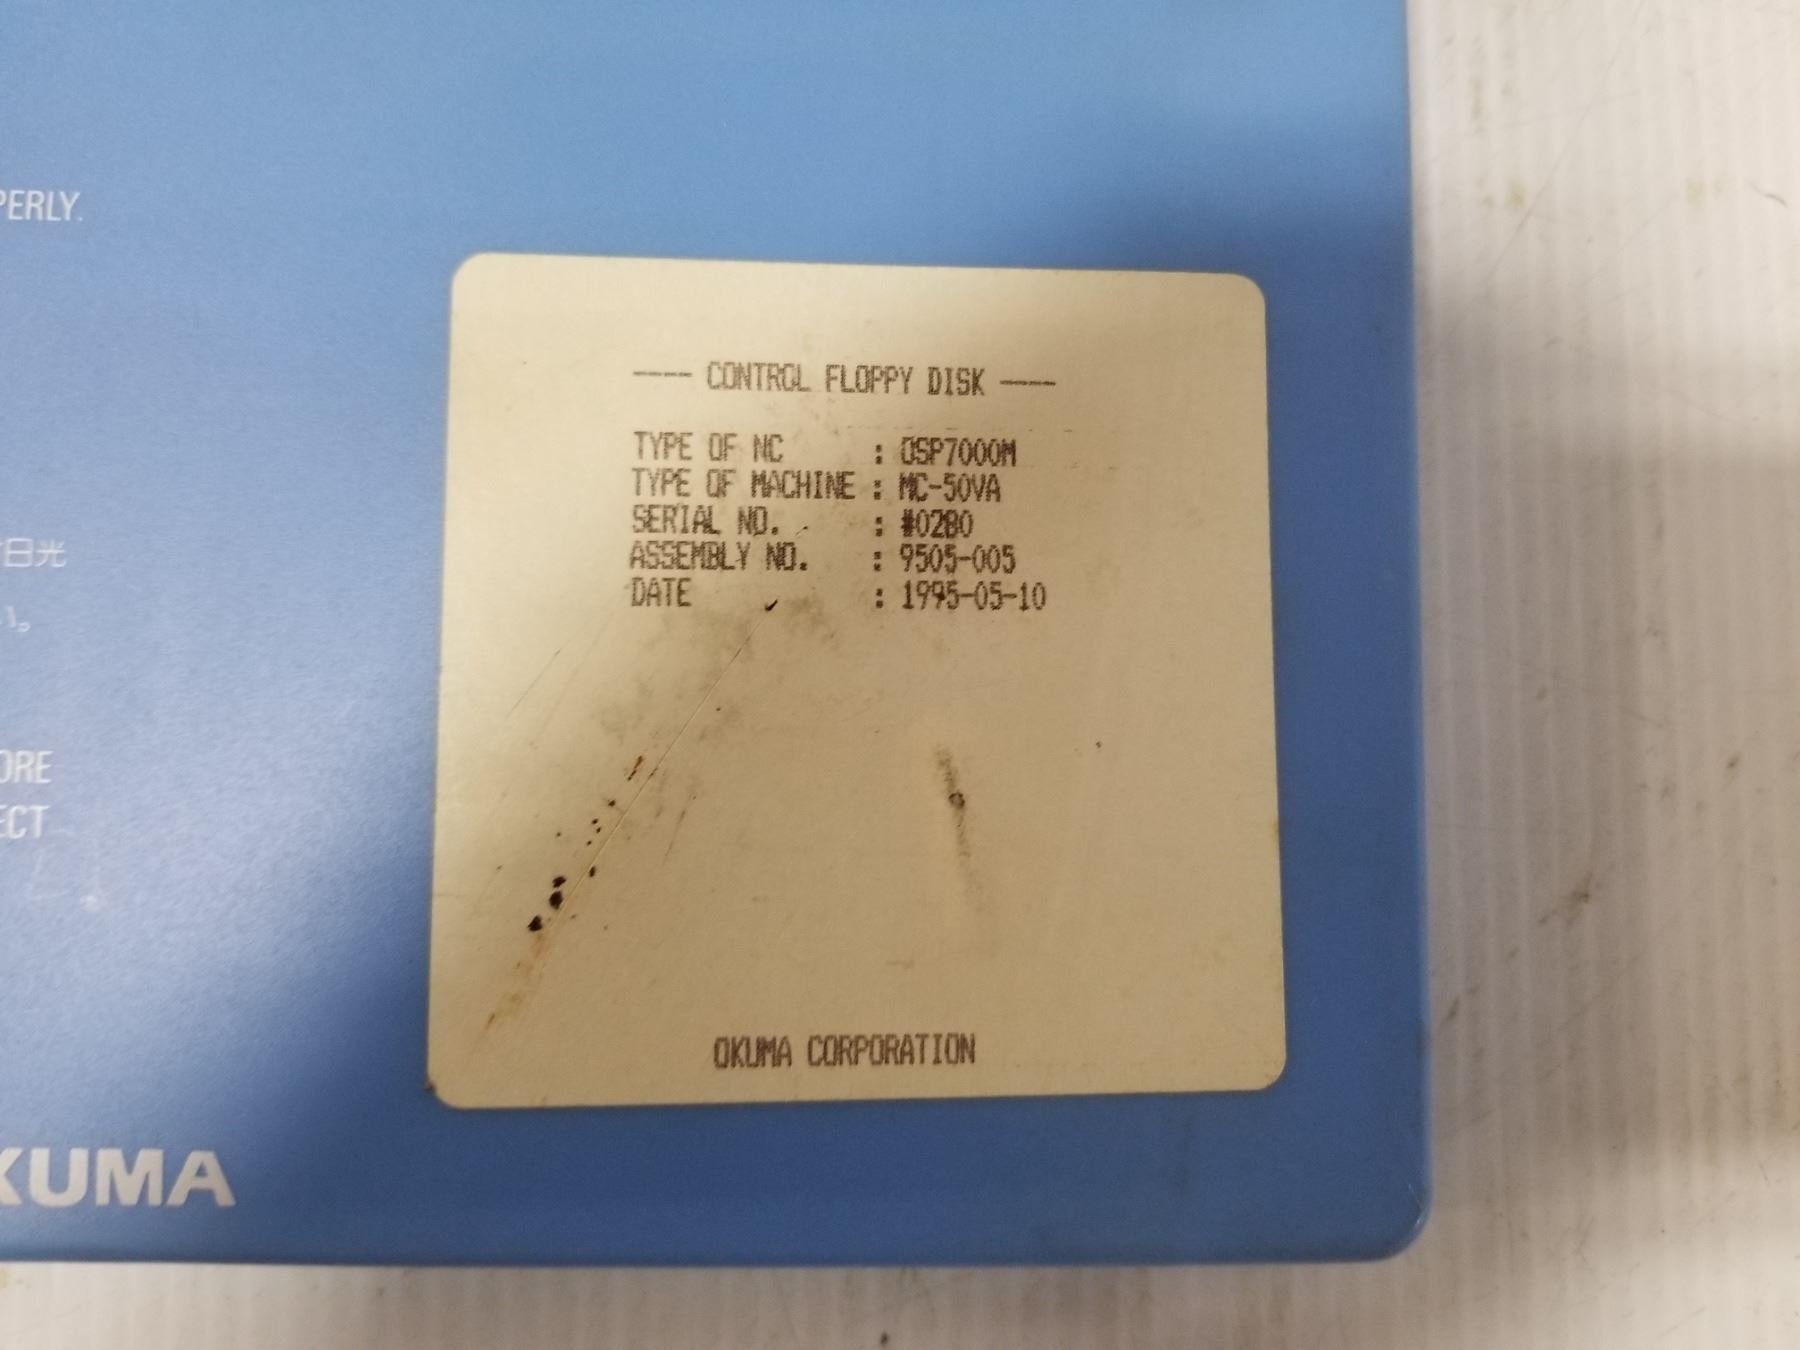 PERLY.
日光
い。
ORE
ECT
---- CONTROL FLOPPY DISK ----
TYPE OF NC : OSP7000M
TYPE OF MACHINE : MC-50VA
SERIAL NO. : #0280
ASSEMBLY NO. : 9505-005
DATE : 1995-05-10
OKUMA CORPORATION
KUMA